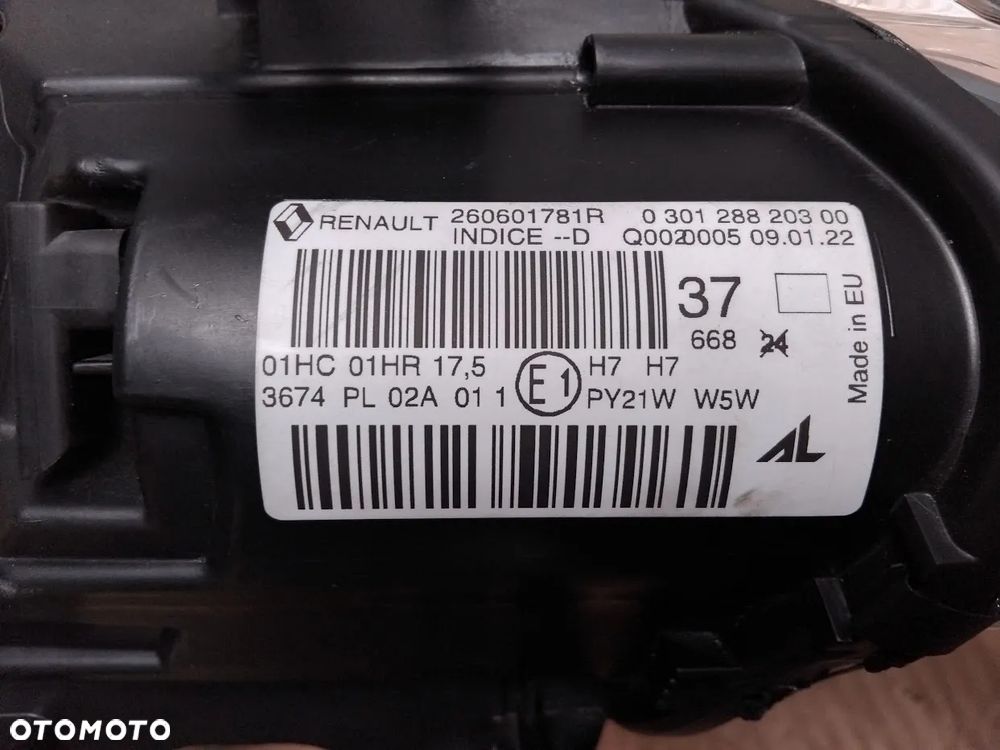 RENAULT 260601781R 0 301 288 203 00
INDICE --D Q0020005 09.01.22
37
668 24
Made in EU
01HC 01HR 17,5 E1 H7 H7
3674 PL 02A 01 1 PY21W W5W
AL
OTOMOTO